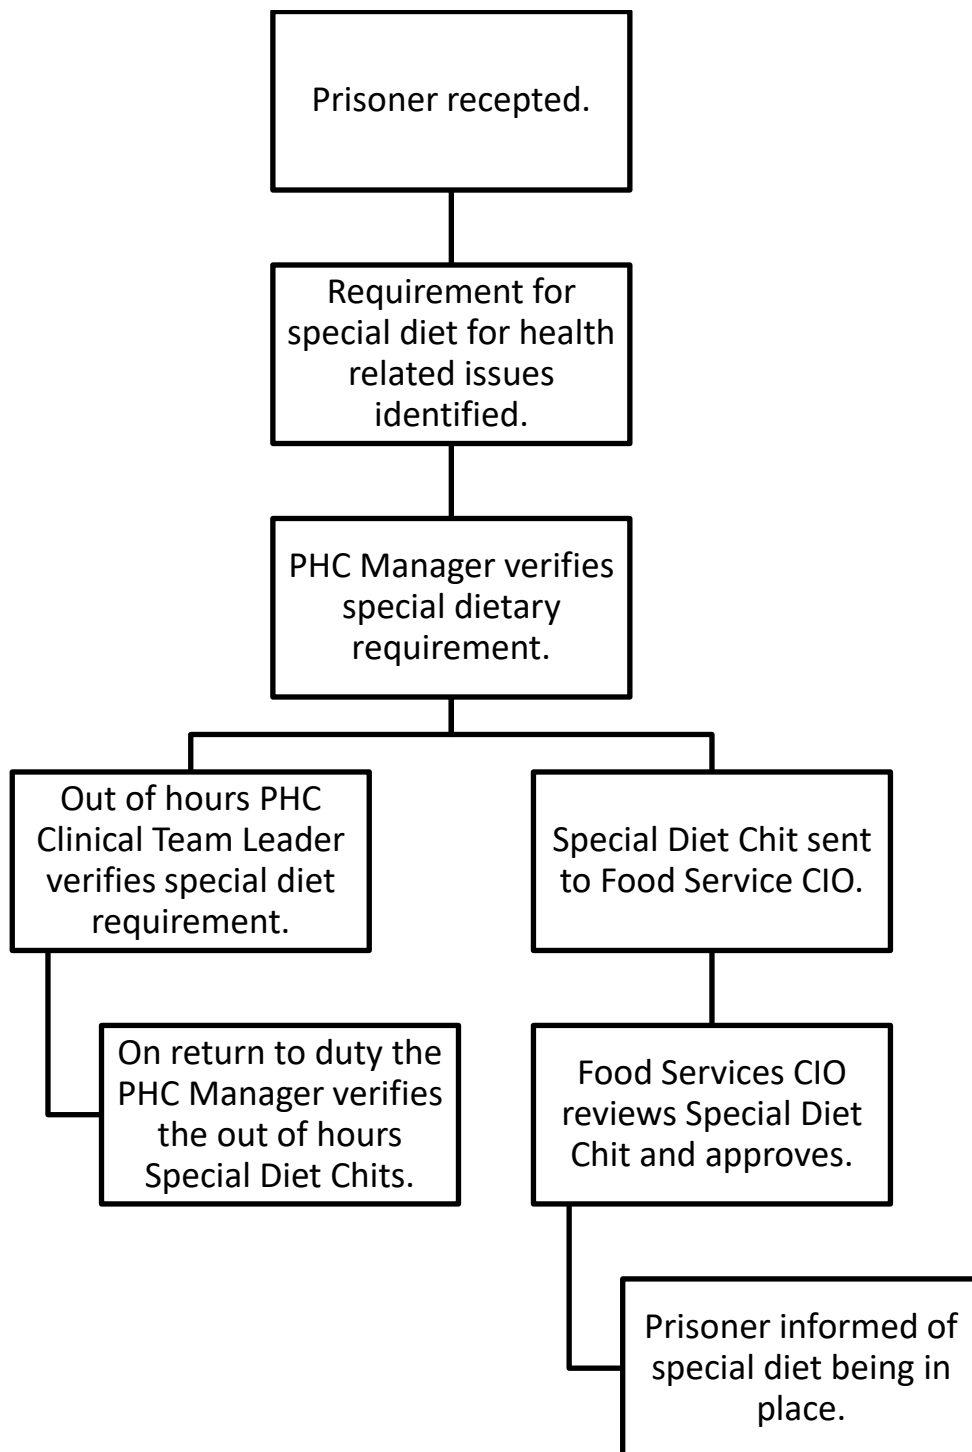 Prisoner recepted.
Requirement for
special diet for health
related issues
identified.
PHC Manager verifies
special dietary
requirement.
Out of hours PHC
Clinical Team Leader
verifies special diet
requirement.
On return to duty the
PHC Manager verifies
the out of hours
Special Diet Chits.
Special Diet Chit sent
to Food Service CIO.
Food Services CIO
reviews Special Diet
Chit and approves.
Prisoner informed of
special diet being in
place.